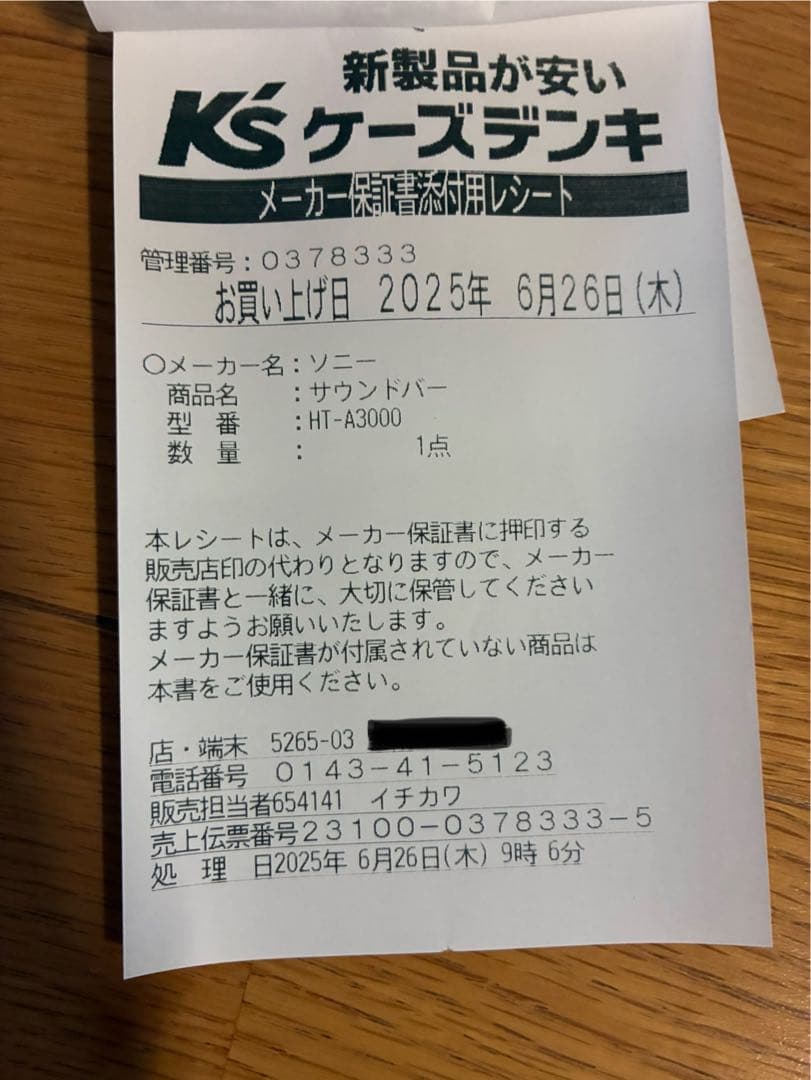 新製品が安い
K'sケーズデンキ
メーカー保証書添付用レシート
管理番号:0378333
お買い上げ日 2025年 6月26日(木)
○メーカー名:ソニー
商品名 :サウンドバー
型 番 :HT-A3000
数 量 : 1点
本レシートは、メーカー保証書に押印する
販売店印の代わりとなりますので、メーカー
保証書と一緒に、大切に保管してください
ますようお願いいたします。
メーカー保証書が付属されていない商品は
本書をご使用ください。
店・端末 5265-03
電話番号 0143-41-5123
販売担当者654141 イチカワ
売上伝票番号23100-0378333-5
処 理 日2025年 6月26日(木) 9時 6分